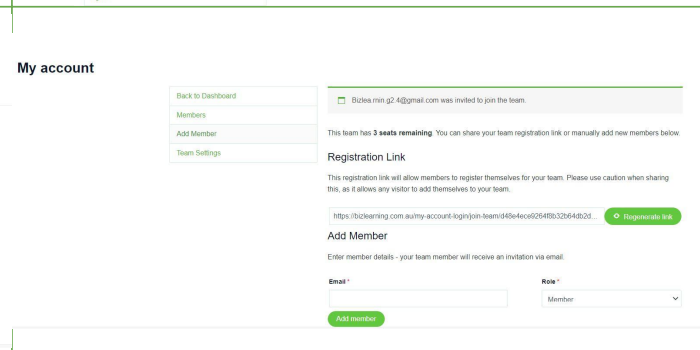 My account
Back to Dashboard
Members
Add Member
Team Settings
Bizlea.rnin.g2.4@gmail.com was invited to join the team.
This team has 3 seats remaining. You can share your team registration link or manually add new members below.
Registration Link
This registration link will allow members to register themselves for your team. Please use caution when sharing
this, as it allows any visitor to add themselves to your team.
https://bizlearning.com.au/my-account-login/join-team/d48e4ece9264f8b32b64db2d...
Regenerate link
Add Member
Enter member details - your team member will receive an invitation via email.
Email *
Role *
Member
Add member